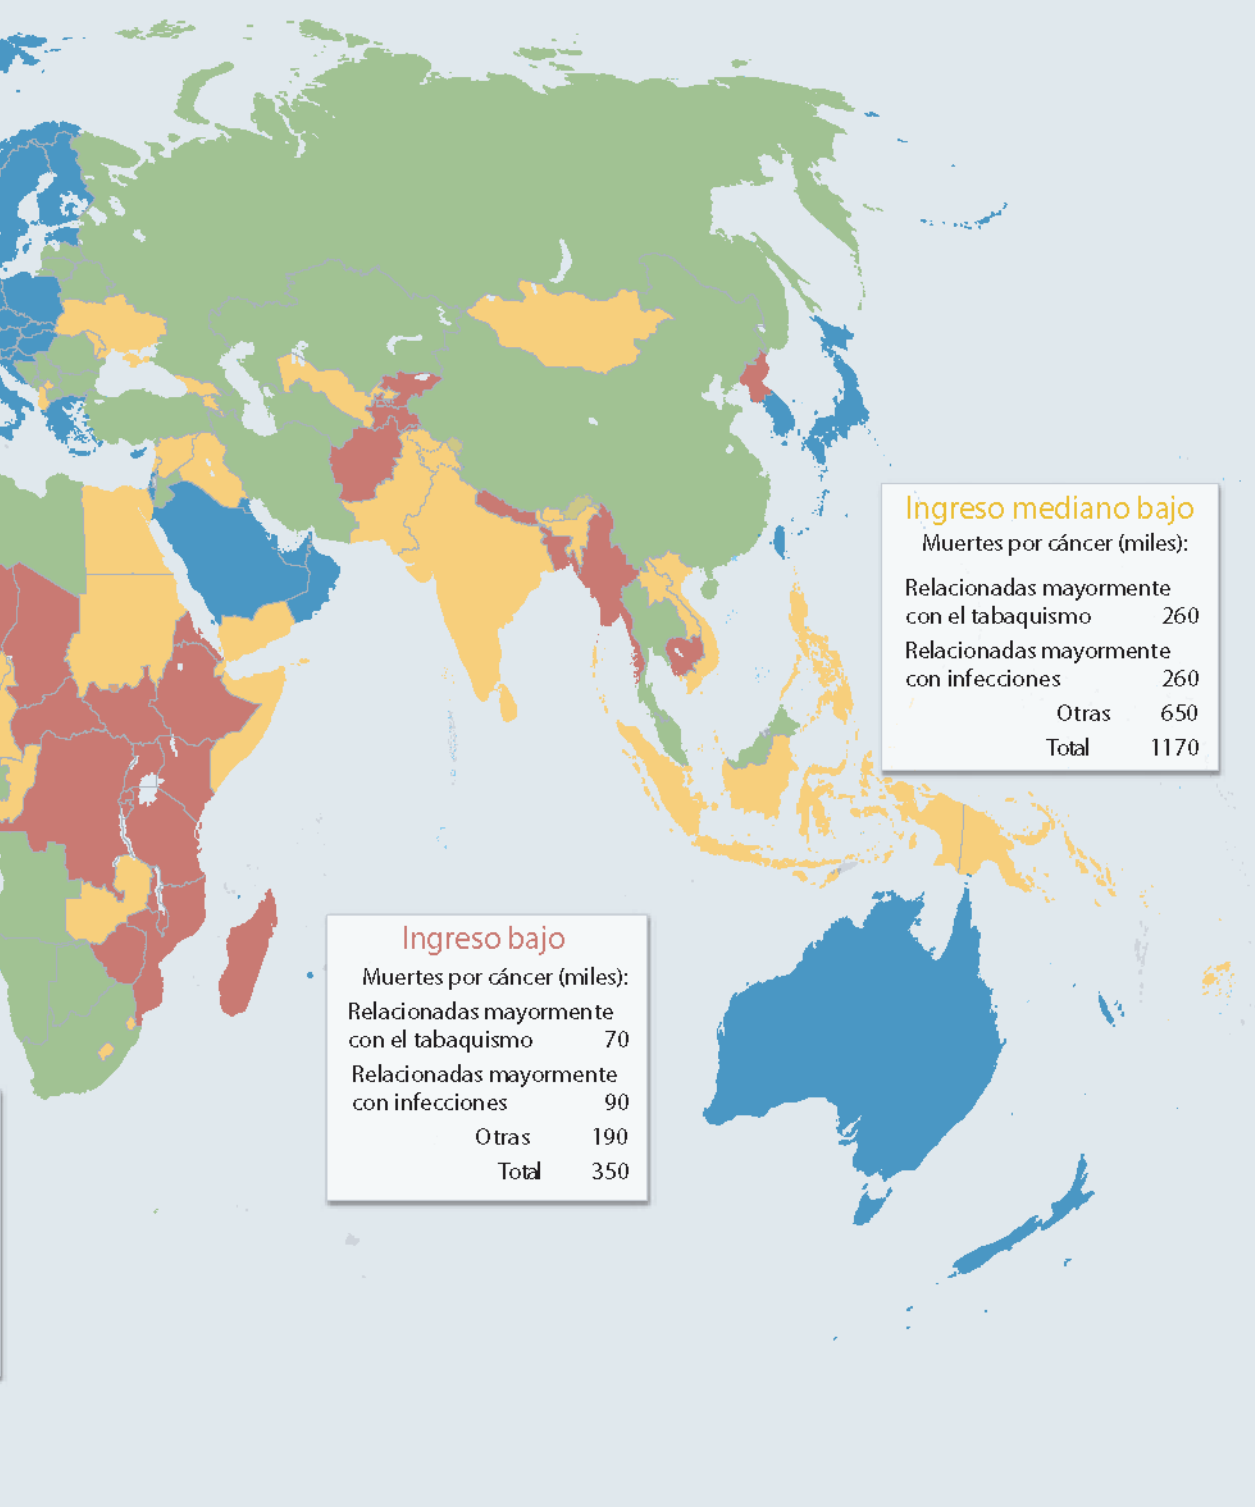 Ingreso mediano bajo
Muertes por cáncer (miles):
Relacionadas mayormente
con el tabaquismo 260
Relacionadas mayormente
con infecciones 260
Otras 650
Total 1170
Ingreso bajo
Muertes por cáncer (miles):
Relacionadas mayormente
con el tabaquismo 70
Relacionadas mayormente
con infecciones 90
Otras 190
Total 350